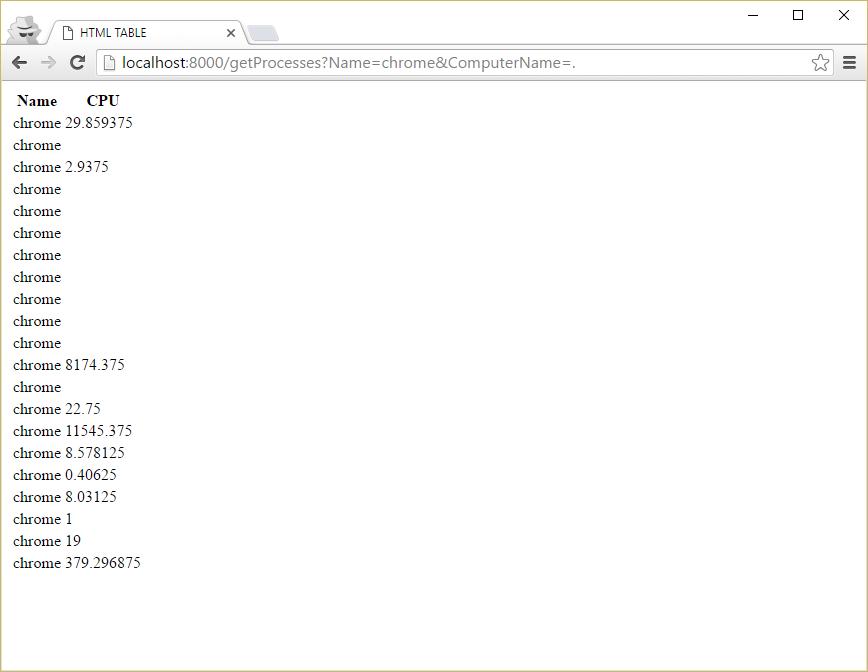 HTML TABLE
localhost:8000/getProcesses?Name=chrome&ComputerName=.
Name CPU
chrome 29.859375
chrome
chrome 2.9375
chrome
chrome
chrome
chrome
chrome
chrome
chrome
chrome
chrome 8174.375
chrome
chrome 22.75
chrome 11545.375
chrome 8.578125
chrome 0.40625
chrome 8.03125
chrome 1
chrome 19
chrome 379.296875